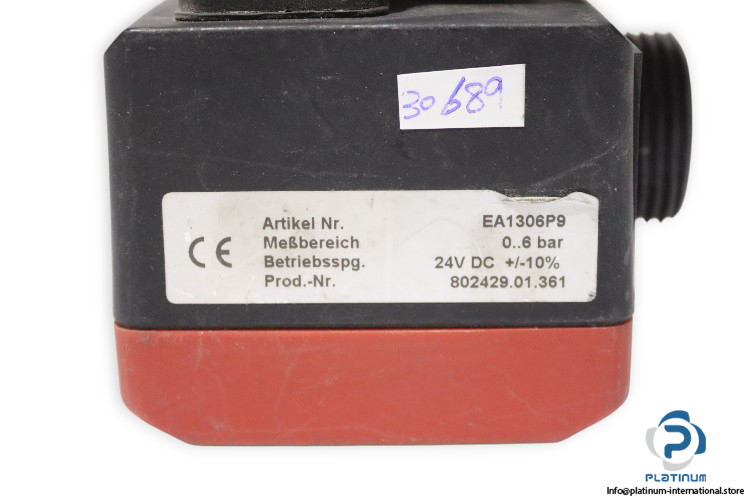 30689
CE
Artikel Nr. EA1306P9
Meßbereich 0..6 bar
Betriebsspg. 24V DC +/-10%
Prod.-Nr. 802429.01.361
PLATINUM
Info@platinum-international.store